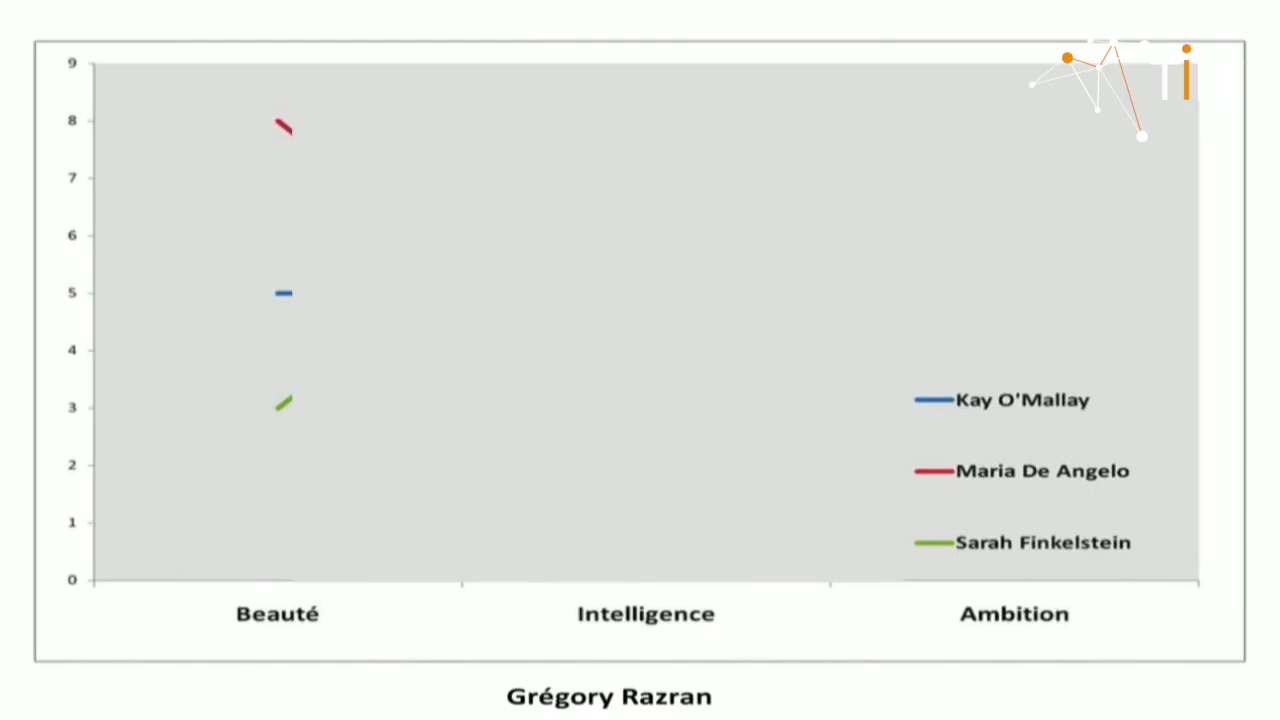 9
8
7
6
5
4
3
2
1
0
Kay O'Mallay
Maria De Angelo
Sarah Finkelstein
Beauté Intelligence Ambition
Grégory Razran